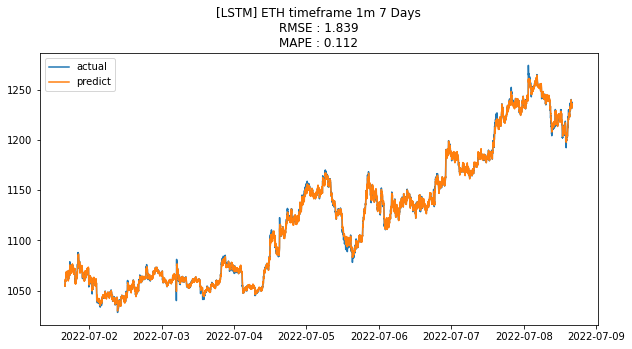 [LSTM] ETH timeframe 1m 7 Days
RMSE : 1.839
MAPE : 0.112
actual
predict
1250
1200
1150
1100
1050
2022-07-02 2022-07-03 2022-07-04 2022-07-05 2022-07-06 2022-07-07 2022-07-08 2022-07-09